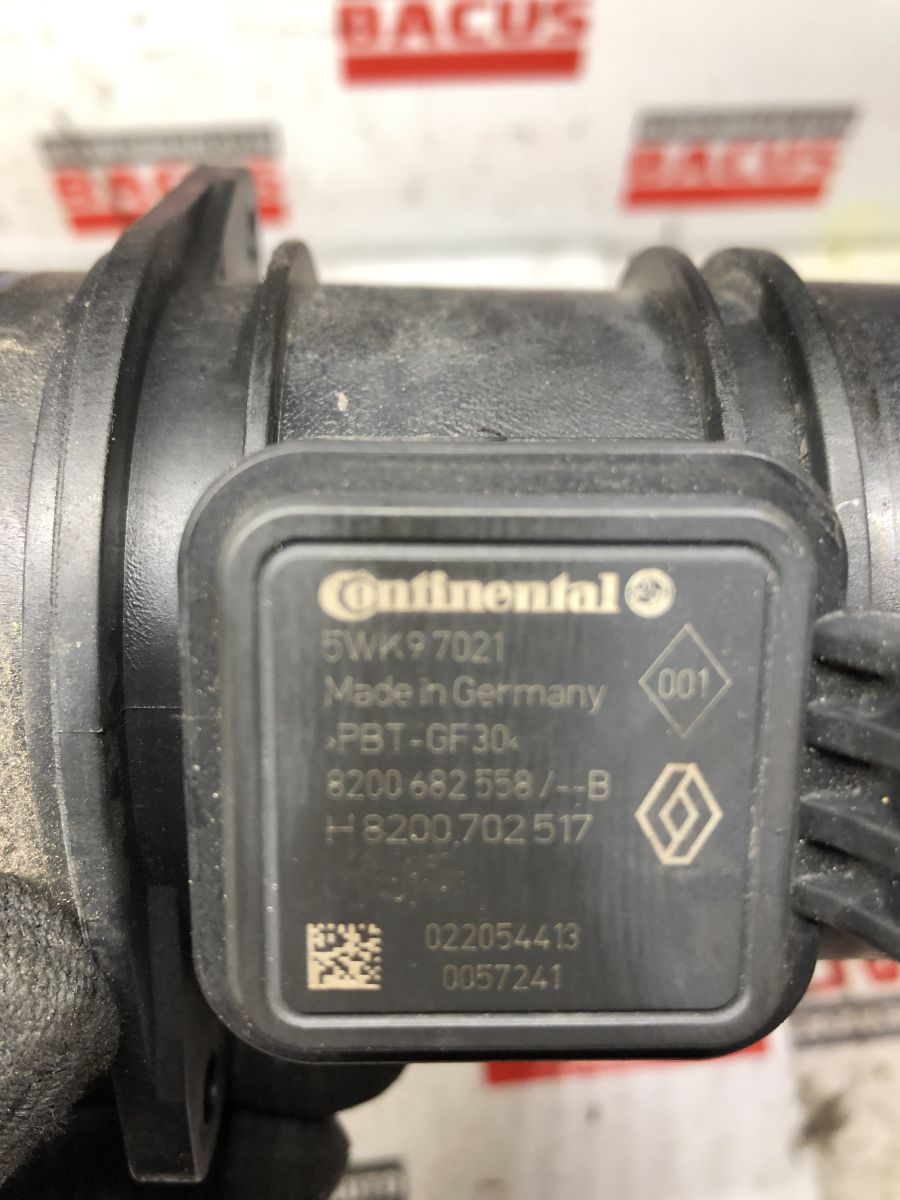 BACUS
BACUS
BACUS
Continental
5WK9 7021
Made in Germany
001
>PBT-GF30<
8200 682 558 /--B
H8200 702 517
022054413
0057241